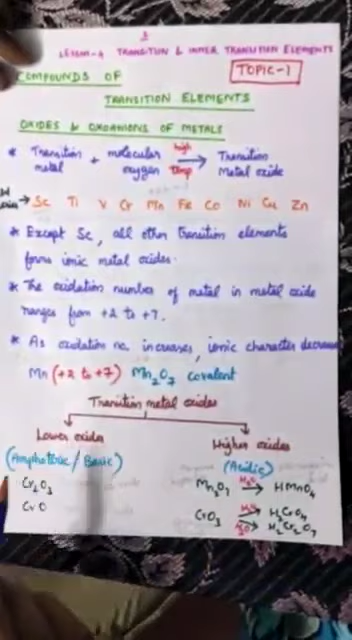 3
LESSON-4 TRANSITION & INNER TRANSITION ELEMENTS
COMPOUNDS OF
TOPIC-1
TRANSITION ELEMENTS
OXIDES & OXOANIONS OF METALS
* Transition metal + molecular oxygen high Temp → Transition Metal oxide
→ Sc Ti V Cr Mn Fe Co Ni Cu Zn
* Except Sc, all other transition elements
forms ionic metal oxides.
* The oxidation number of metal in metal oxide
ranges from +2 to +7.
* As oxidation no. increases, ionic character decreases
Mn (+2 to +7) Mn2O7 covalent
Transition metal oxides
Lower oxides Higher oxides
(Amphoteric / Basic) (Acidic)
Cr2O3 Mn2O7 H2O → HMnO4
CrO CrO3 H2O → H2CrO4
H2O → H2Cr2O7